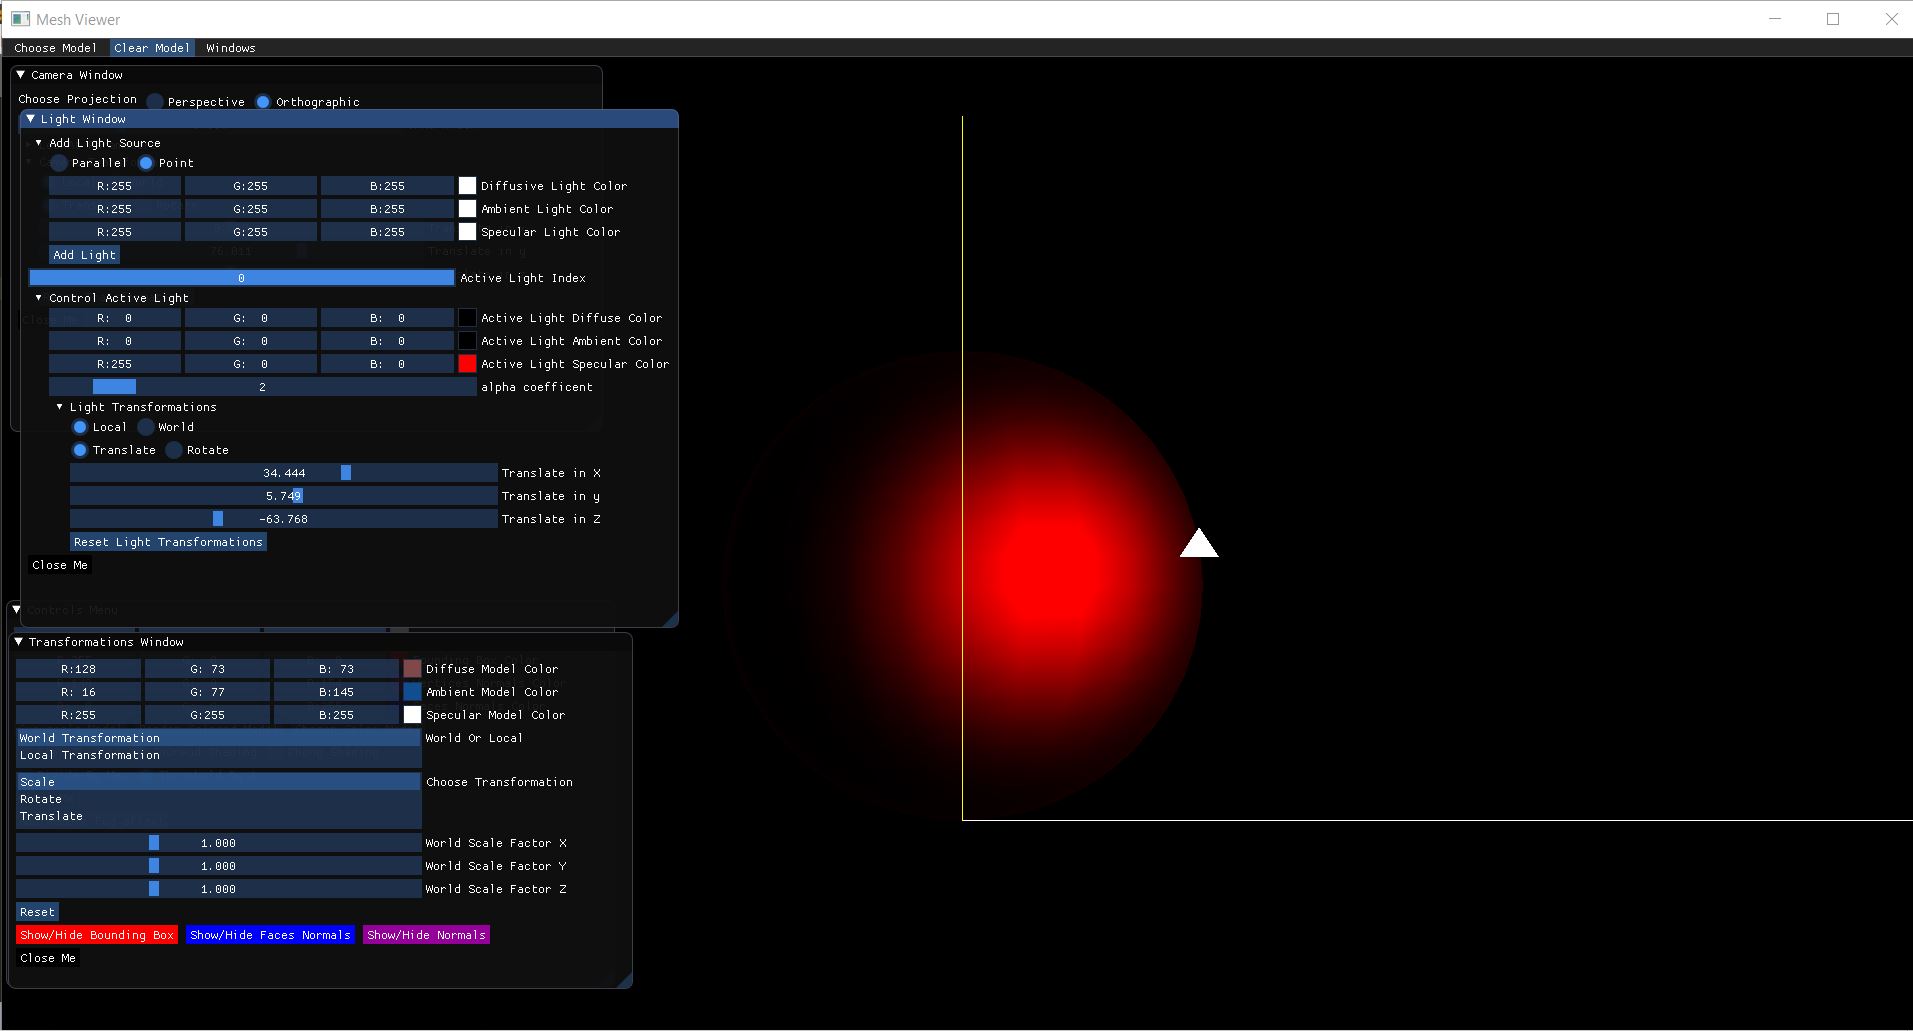 Mesh Viewer
Choose Model Clear Model Windows
Camera Window
Choose Projection Perspective Orthographic
Light Window
Add Light Source
Parallel Point
R:255 G:255 B:255 Diffusive Light Color
R:255 G:255 B:255 Ambient Light Color
R:255 G:255 B:255 Specular Light Color
76.011 Translate in y
Add Light
0 Active Light Index
Control Active Light
R: 0 G: 0 B: 0 Active Light Diffuse Color
R: 0 G: 0 B: 0 Active Light Ambient Color
R:255 G: 0 B: 0 Active Light Specular Color
2 alpha coefficent
Light Transformations
Local World
Translate Rotate
34.444 Translate in X
5.749 Translate in y
-63.768 Translate in Z
Reset Light Transformations
Close Me
Controls Menu
Transformations Window
R:128 G: 73 B: 73 Diffuse Model Color
R: 16 G: 77 B:145 Ambient Model Color
R:255 G:255 B:255 Specular Model Color
World Transformation World Or Local
Local Transformation
Scale Choose Transformation
Rotate
Translate
1.000 World Scale Factor X
1.000 World Scale Factor Y
1.000 World Scale Factor Z
Reset
Show/Hide Bounding Box Show/Hide Faces Normals Show/Hide Normals
Close Me